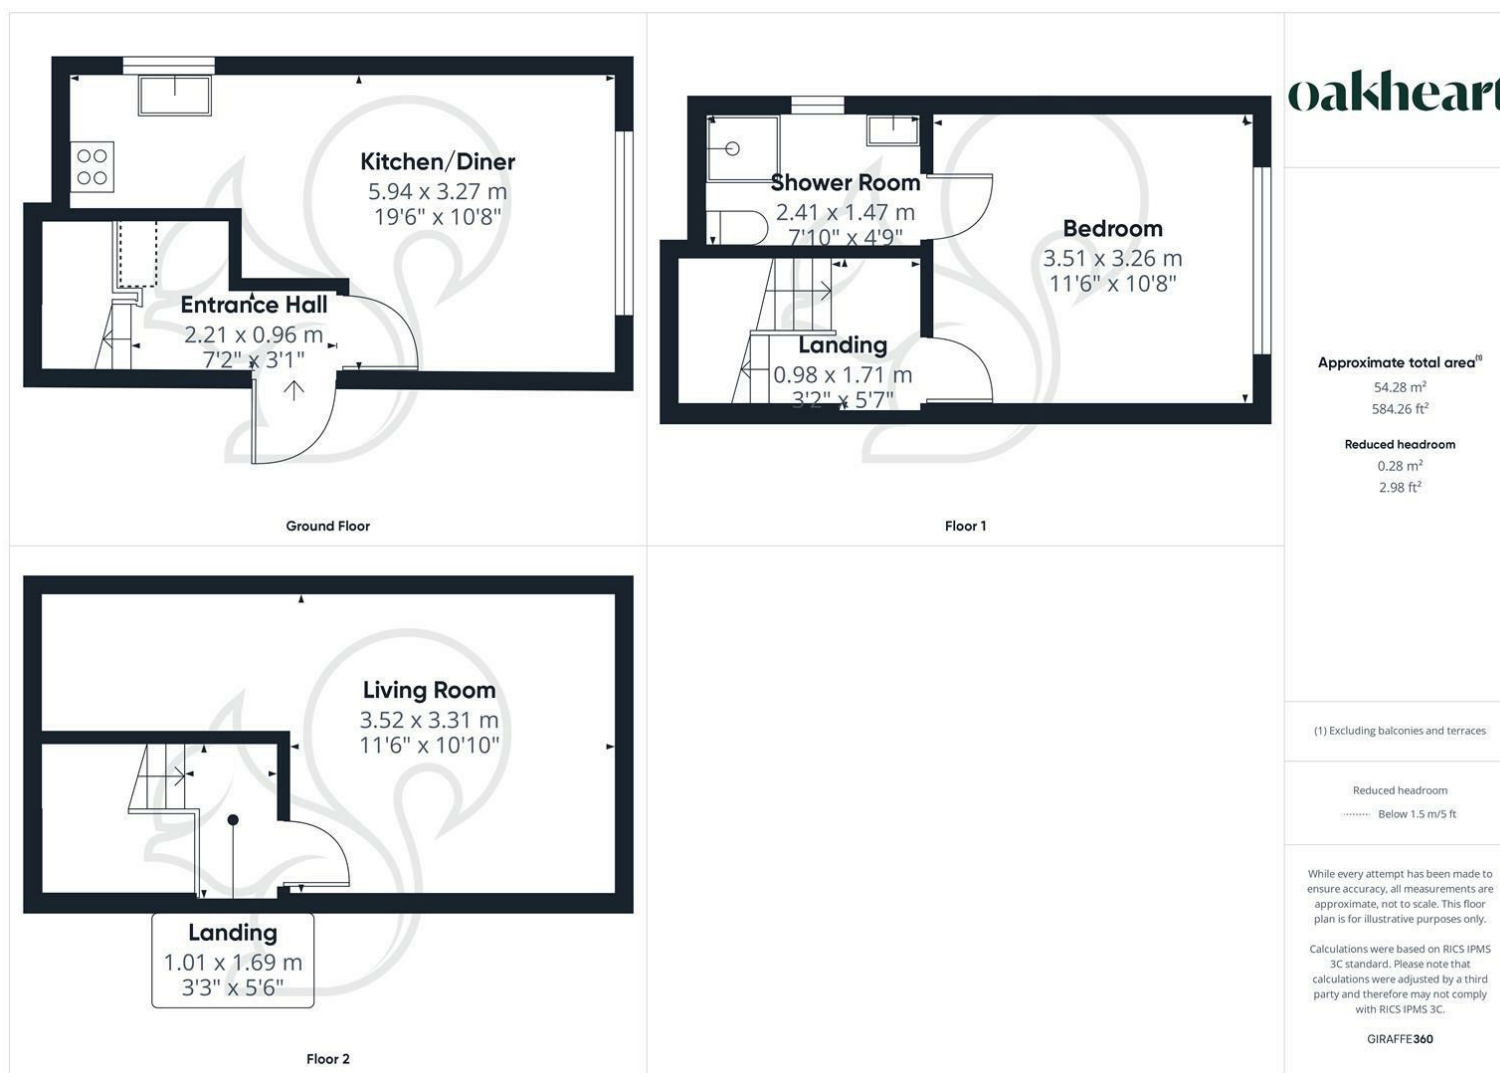 Kitchen/Diner
5.94 x 3.27 m
19'6" x 10'8"
Entrance Hall
2.21 x 0.96 m
7'2" x 3'1"
Ground Floor
Shower Room
2.41 x 1.47 m
7'10" x 4'9"
Bedroom
3.51 x 3.26 m
11'6" x 10'8"
Landing
0.98 x 1.71 m
3'2" x 5'7"
Floor 1
Living Room
3.52 x 3.31 m
11'6" x 10'10"
Landing
1.01 x 1.69 m
3'3" x 5'6"
Floor 2
oakheart
Approximate total area(1)
54.28 m²
584.26 ft²
Reduced headroom
0.28 m²
2.98 ft²
(1) Excluding balconies and terraces
Reduced headroom
Below 1.5 m/5 ft
While every attempt has been made to
ensure accuracy, all measurements are
approximate, not to scale. This floor
plan is for illustrative purposes only.
Calculations were based on RICS IPMS
3C standard. Please note that
calculations were adjusted by a third
party and therefore may not comply
with RICS IPMS 3C.
GIRAFFE360